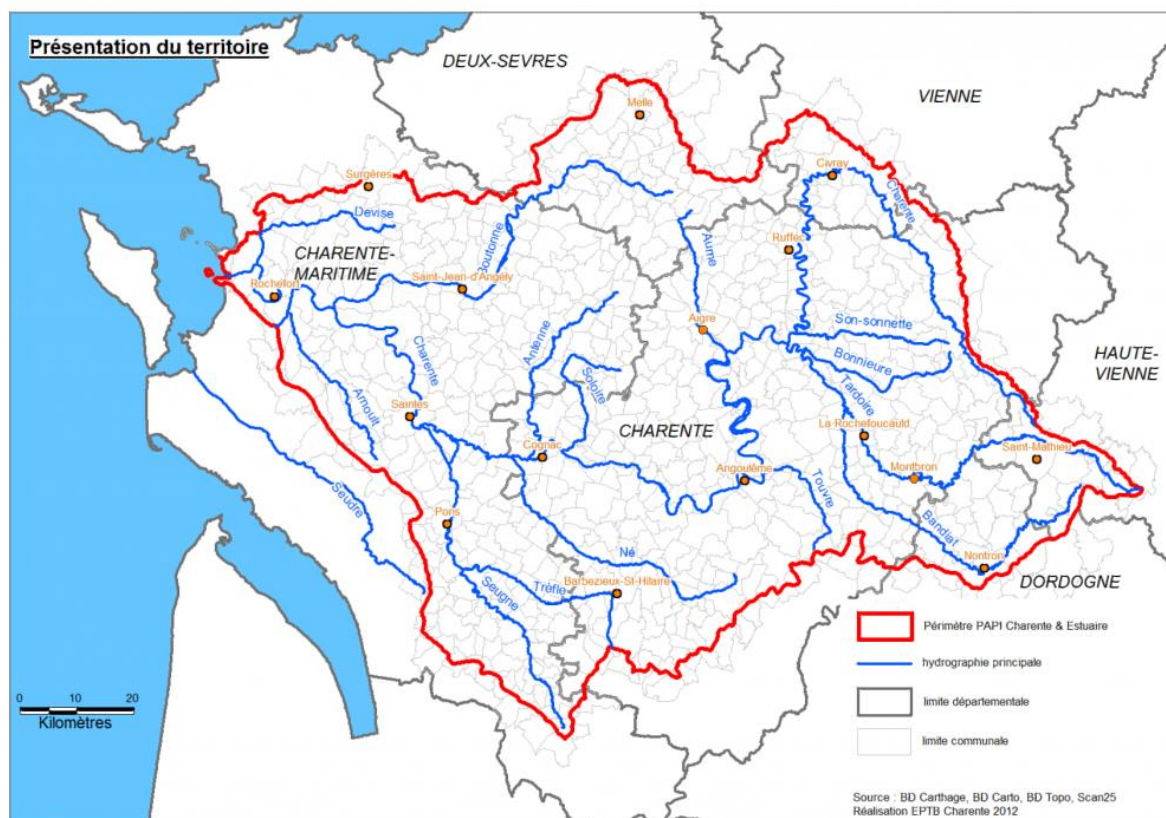 Présentation du territoire
DEUX-SEVRES
VIENNE
Melle
Civray
Surgères
Charente
Devise
Boutonne
Aume
Ruffec
CHARENTE-
MARITIME
Saint-Jean-d'Angély
Rochefort
Son-sonnette
Aigre
Antenne
Bonnieure
HAUTE-
VIENNE
Charente
Soloire
Tardoire
Arnoult
Saintes
La Rochefoucauld
CHARENTE
Saint-Mathieu
Cognac
Angoulême
Montbron
Touvre
Seudre
Pons
Bandiat
Né
Nontron
Barbezieux-St-Hilaire
DORDOGNE
Tréfle
Seugne
Périmètre PAPI Charente & Estuaire
hydrographie principale
limite départementale
limite communale
0 10 20
Kilomètres
Source : BD Carthage, BD Carto, BD Topo, Scan25
Réalisation EPTB Charente 2012